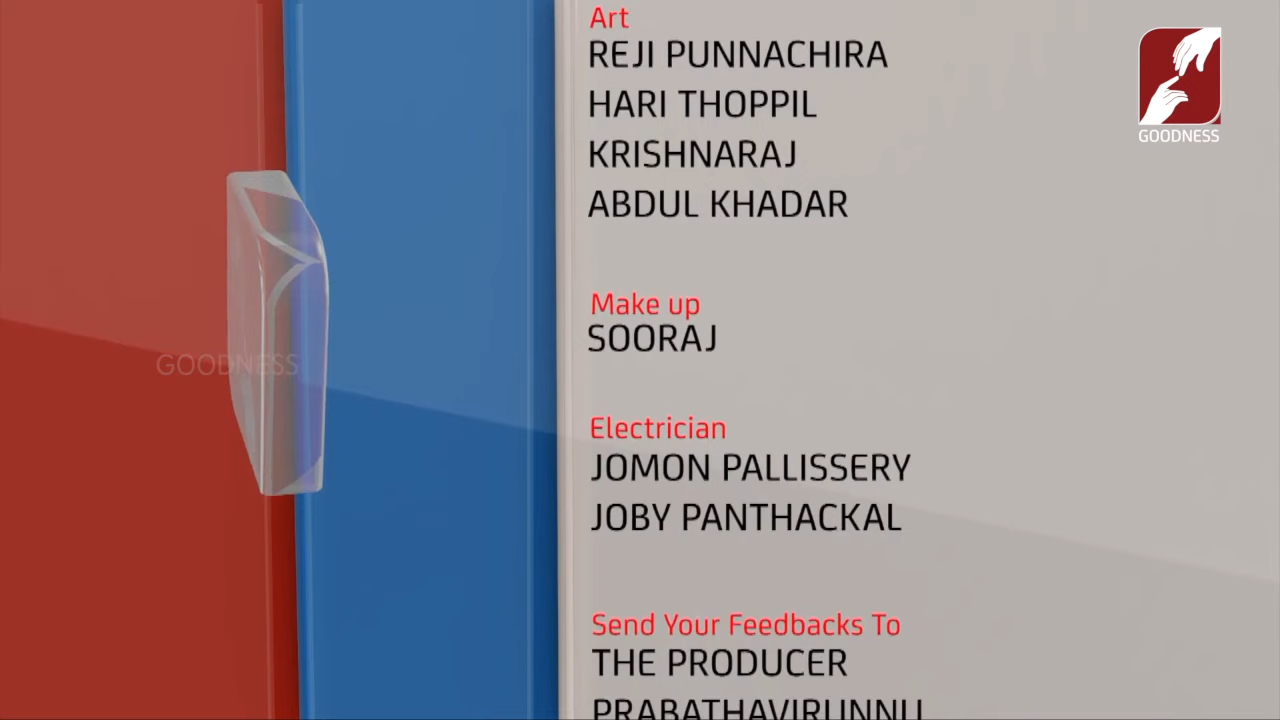 Art
REJI PUNNACHIRA
HARI THOPPIL
KRISHNARAJ
ABDUL KHADAR
GOODNESS
Make up
SOORAJ
GOODNESS
Electrician
JOMON PALLISSERY
JOBY PANTHACKAL
Send Your Feedbacks To
THE PRODUCER
PRABATHAVIRUNNU